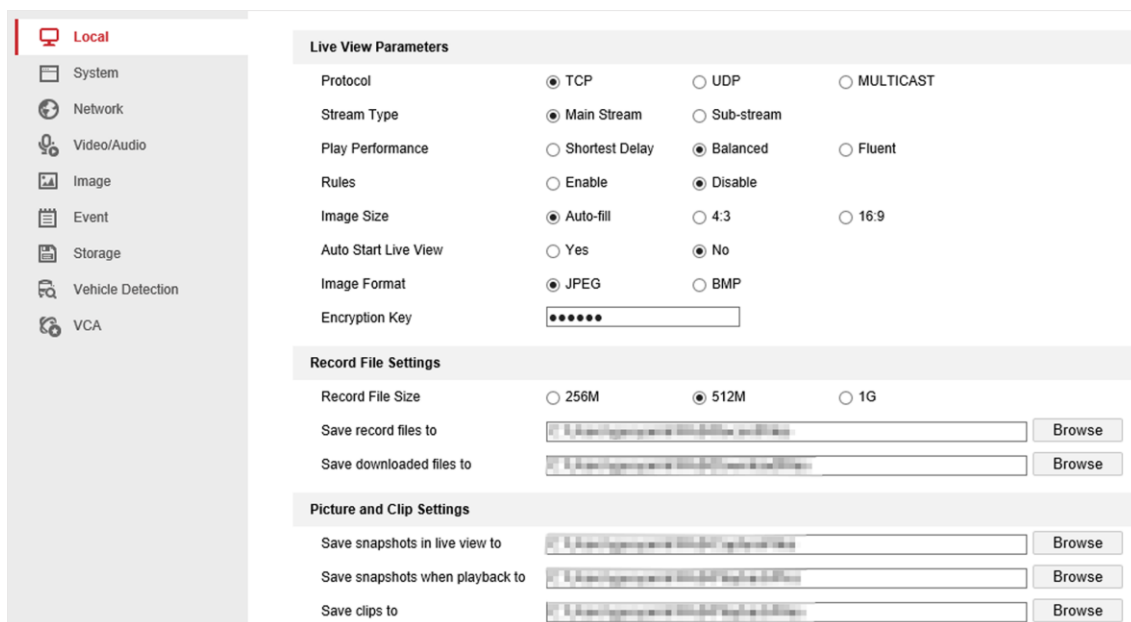 Local
System
Network
Video/Audio
Image
Event
Storage
Vehicle Detection
VCA
Live View Parameters
Protocol TCP UDP MULTICAST
Stream Type Main Stream Sub-stream
Play Performance Shortest Delay Balanced Fluent
Rules Enable Disable
Image Size Auto-fill 4:3 16:9
Auto Start Live View Yes No
Image Format JPEG BMP
Encryption Key ●●●●●●
Record File Settings
Record File Size 256M 512M 1G
Save record files to Browse
Save downloaded files to Browse
Picture and Clip Settings
Save snapshots in live view to Browse
Save snapshots when playback to Browse
Save clips to Browse